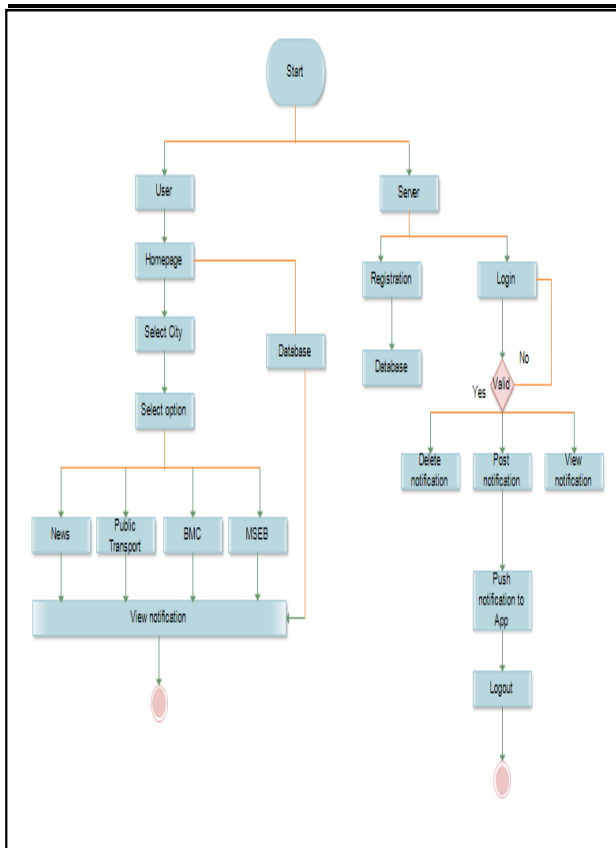 Start
User
Server
Homepage
Registration
Login
Select City
Database
Database
No
Yes
Valid
Select option
Delete
notification
Post
notification
View
notification
News
Public
Transport
BMC
MSEB
Push
notification to
App
View notification
Logout